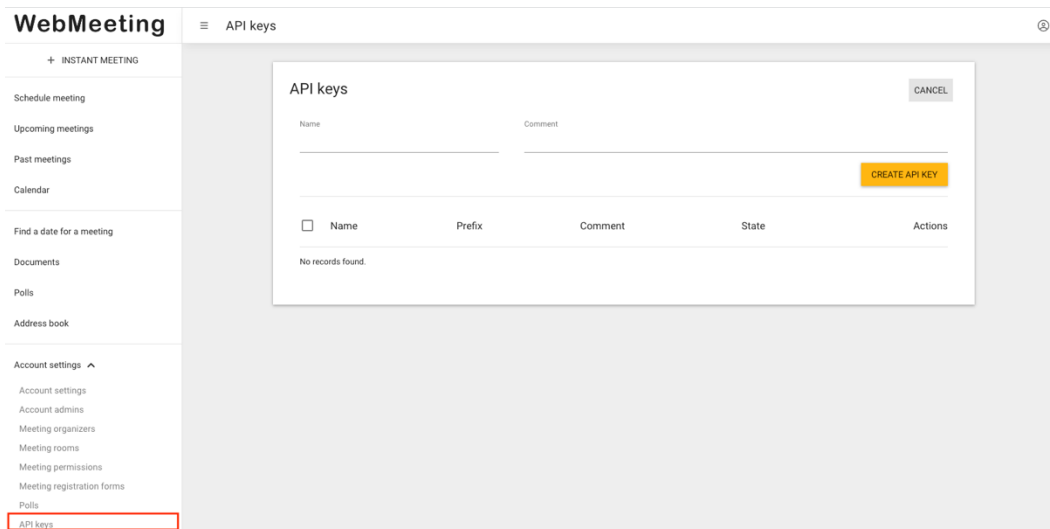 WebMeeting
API keys
+ INSTANT MEETING
Schedule meeting
Upcoming meetings
Past meetings
Calendar
Find a date for a meeting
Documents
Polls
Address book
Account settings
Account settings
Account admins
Meeting organizers
Meeting rooms
Meeting permissions
Meeting registration forms
Polls
API keys
API keys
CANCEL
Name Comment
CREATE API KEY
Name Prefix Comment State Actions
No records found.